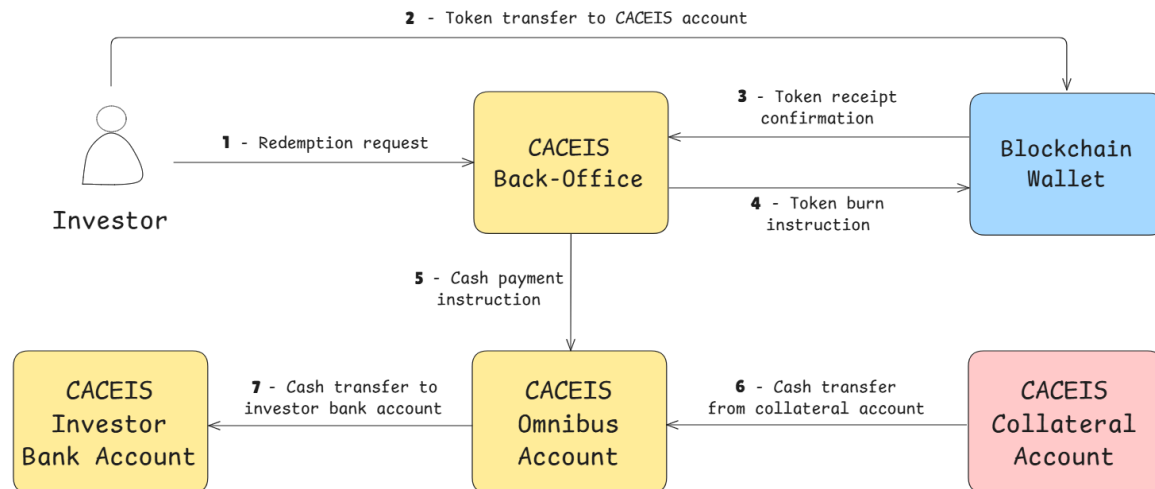 2 - Token transfer to CACEIS account
3 - Token receipt
confirmation
1 - Redemption request
CACEIS
Back-Office
Blockchain
Wallet
Investor
4 - Token burn
instruction
5 - Cash payment
instruction
CACEIS
Investor
Bank Account
7 - Cash transfer to
investor bank account
CACEIS
Omnibus
Account
6 - Cash transfer
from collateral account
CACEIS
Collateral
Account